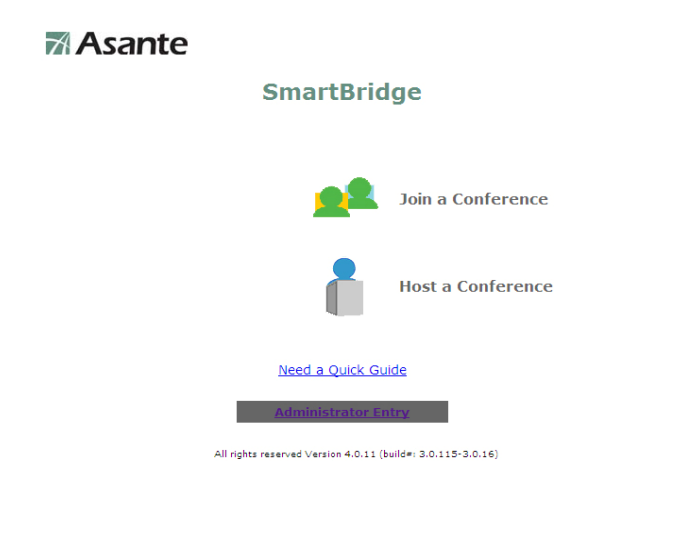 Asante
SmartBridge
Join a Conference
Host a Conference
Need a Quick Guide
Administrator Entry
All rights reserved Version 4.0.11 (build#: 3.0.115-3.0.16)